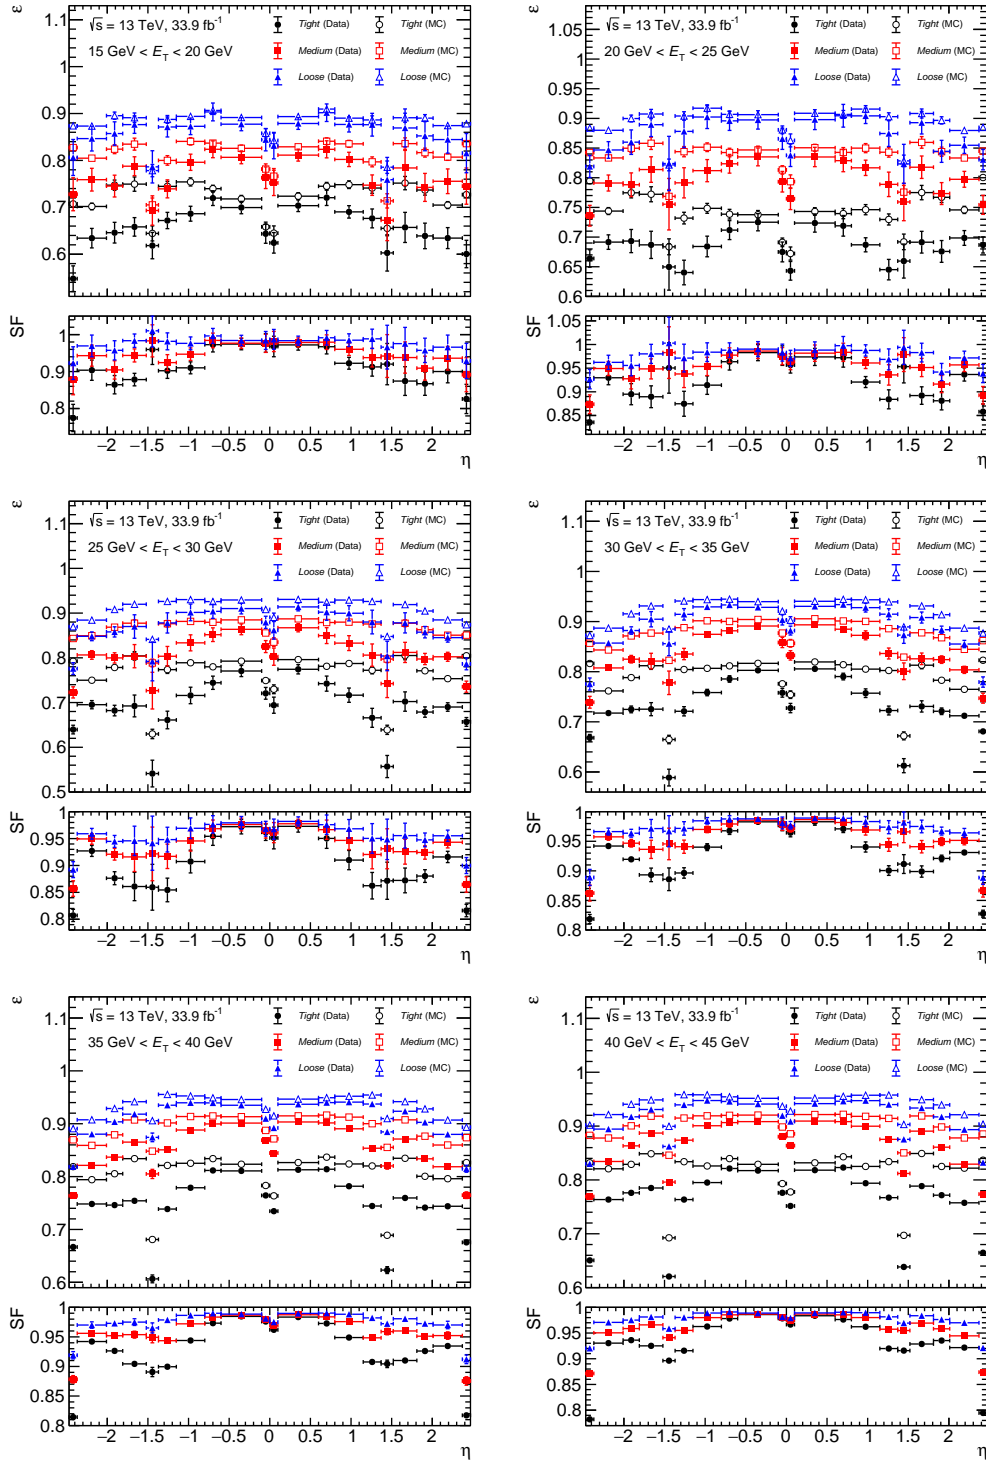 ε
√s = 13 TeV, 33.9 fb⁻¹
15 GeV < E_T < 20 GeV
Tight (Data) Tight (MC)
Medium (Data) Medium (MC)
Loose (Data) Loose (MC)
1.1
1
0.9
0.8
0.7
0.6
SF
1
0.9
0.8
−2 −1.5 −1 −0.5 0 0.5 1 1.5 2
η
ε
√s = 13 TeV, 33.9 fb⁻¹
20 GeV < E_T < 25 GeV
Tight (Data) Tight (MC)
Medium (Data) Medium (MC)
Loose (Data) Loose (MC)
1.05
1
0.95
0.9
0.85
0.8
0.75
0.7
0.65
0.6
SF
1.05
1
0.95
0.9
0.85
−2 −1.5 −1 −0.5 0 0.5 1 1.5 2
η
ε
√s = 13 TeV, 33.9 fb⁻¹
25 GeV < E_T < 30 GeV
Tight (Data) Tight (MC)
Medium (Data) Medium (MC)
Loose (Data) Loose (MC)
1.1
1
0.9
0.8
0.7
0.6
0.5
SF
1
0.95
0.9
0.85
0.8
−2 −1.5 −1 −0.5 0 0.5 1 1.5 2
η
ε
√s = 13 TeV, 33.9 fb⁻¹
30 GeV < E_T < 35 GeV
Tight (Data) Tight (MC)
Medium (Data) Medium (MC)
Loose (Data) Loose (MC)
1.1
1
0.9
0.8
0.7
0.6
SF
1
0.95
0.9
0.85
0.8
−2 −1.5 −1 −0.5 0 0.5 1 1.5 2
η
ε
√s = 13 TeV, 33.9 fb⁻¹
35 GeV < E_T < 40 GeV
Tight (Data) Tight (MC)
Medium (Data) Medium (MC)
Loose (Data) Loose (MC)
1.1
1
0.9
0.8
0.7
0.6
SF
1
0.95
0.9
0.85
0.8
−2 −1.5 −1 −0.5 0 0.5 1 1.5 2
η
ε
√s = 13 TeV, 33.9 fb⁻¹
40 GeV < E_T < 45 GeV
Tight (Data) Tight (MC)
Medium (Data) Medium (MC)
Loose (Data) Loose (MC)
1.1
1
0.9
0.8
0.7
0.6
SF
1
0.95
0.9
0.85
0.8
−2 −1.5 −1 −0.5 0 0.5 1 1.5 2
η